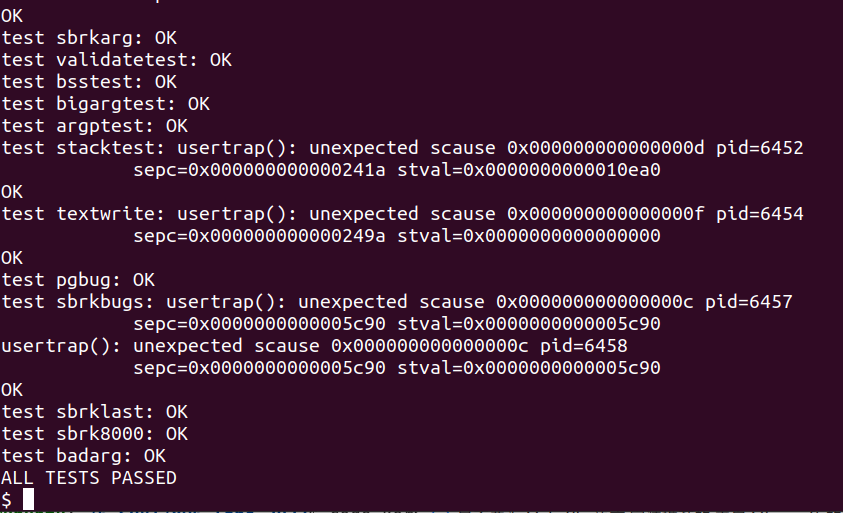 OK
test sbrkarg: OK
test validatetest: OK
test bsstest: OK
test bigargtest: OK
test argptest: OK
test stacktest: usertrap(): unexpected scause 0x000000000000000d pid=6452
sepc=0x000000000000241a stval=0x0000000000010ea0
OK
test textwrite: usertrap(): unexpected scause 0x000000000000000f pid=6454
sepc=0x000000000000249a stval=0x0000000000000000
OK
test pgbug: OK
test sbrkbugs: usertrap(): unexpected scause 0x000000000000000c pid=6457
sepc=0x0000000000005c90 stval=0x0000000000005c90
usertrap(): unexpected scause 0x000000000000000c pid=6458
sepc=0x0000000000005c90 stval=0x0000000000005c90
OK
test sbrklast: OK
test sbrk8000: OK
test badarg: OK
ALL TESTS PASSED
$